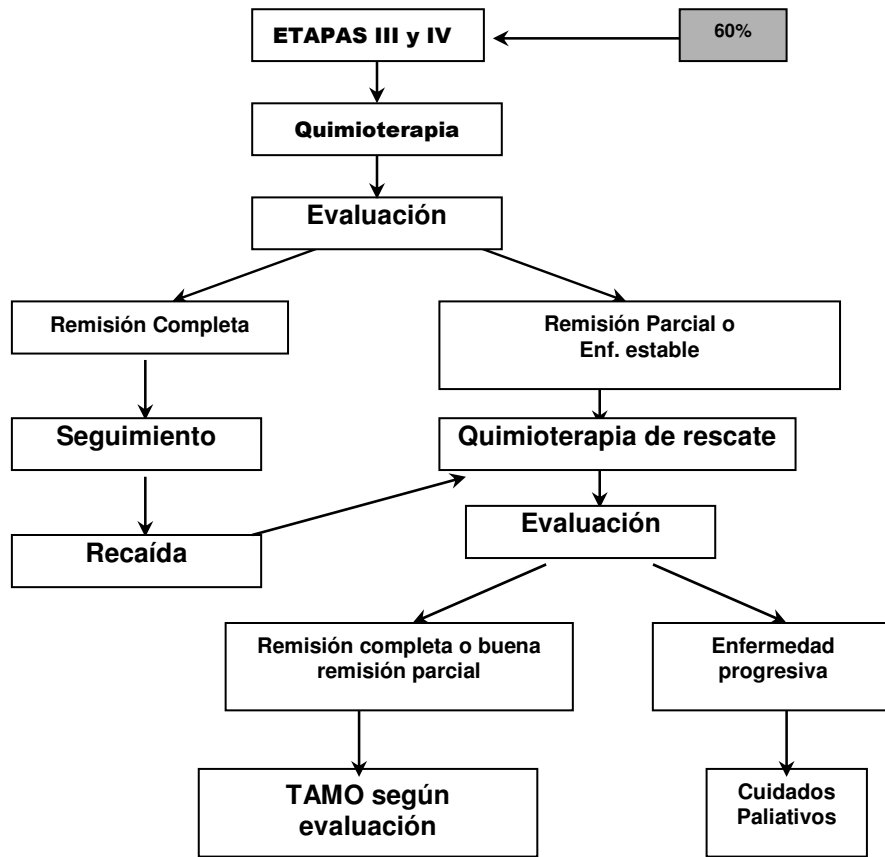 ETAPAS III y IV
60%
Quimioterapia
Evaluación
Remisión Completa
Remisión Parcial o
Enf. estable
Seguimiento
Quimioterapia de rescate
Recaída
Evaluación
Remisión completa o buena
remisión parcial
Enfermedad
progresiva
TAMO según
evaluación
Cuidados
Paliativos